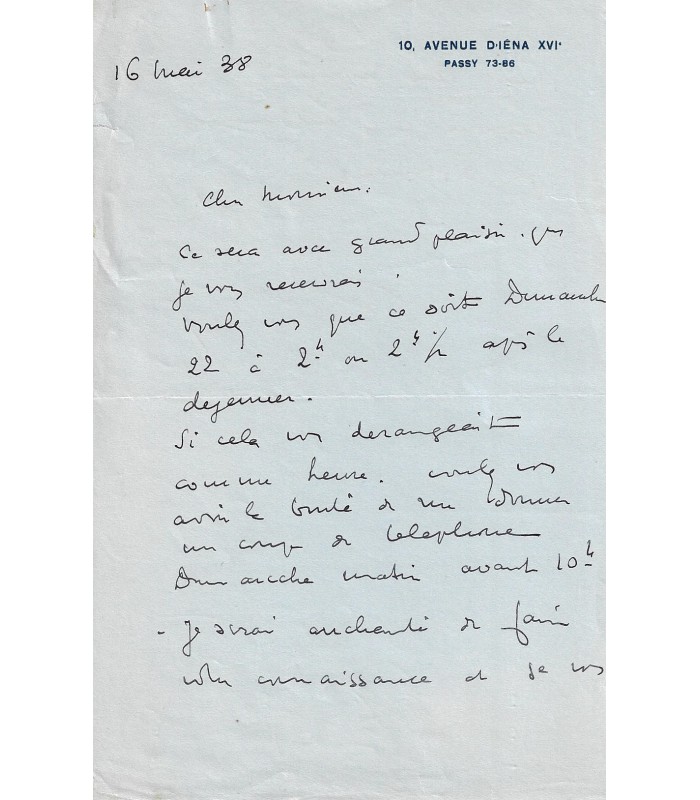 10, AVENUE D'IÉNA XVIᵉ
PASSY 73-86
16 Mai 38
Cher Monsieur.
Ce sera avec grand plaisir. que
je vous recevrai.
voulez vous que ce soit Dimanche
22 à 2h ou 2h 1/2 après le
dejeuner.
Si cela vous derangeait
comme heure. voulez vous
avoir la bonté de me donner
un coup de telephone
Dimanche matin avant 10h
- Je serai enchanté de faire
votre connaissance et je vous